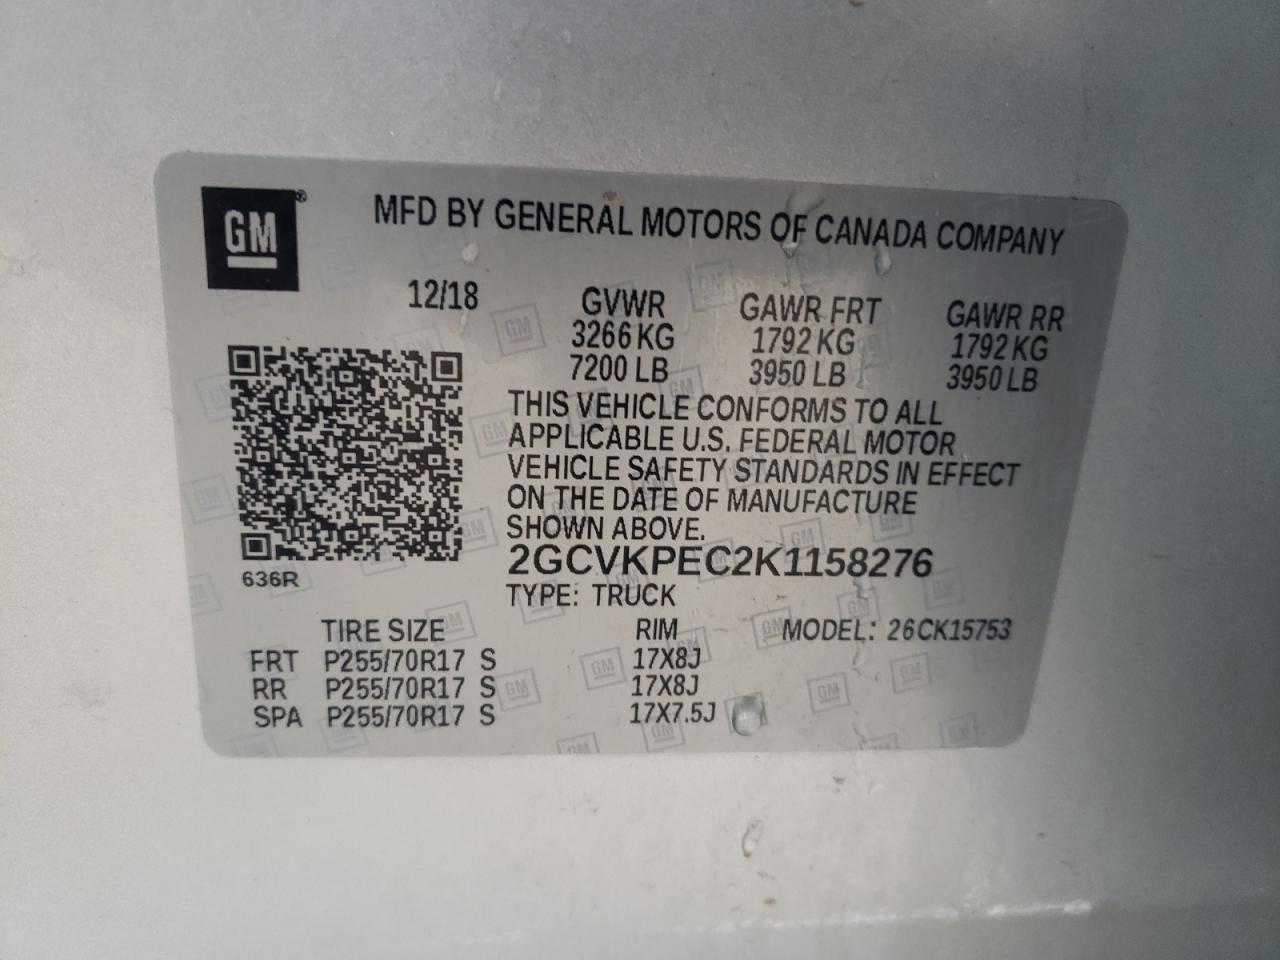 GM
®
MFD BY GENERAL MOTORS OF CANADA COMPANY
12/18
GVWR
3266 KG
7200 LB
GAWR FRT
1792 KG
3950 LB
GAWR RR
1792 KG
3950 LB
THIS VEHICLE CONFORMS TO ALL
APPLICABLE U.S. FEDERAL MOTOR
VEHICLE SAFETY STANDARDS IN EFFECT
ON THE DATE OF MANUFACTURE
SHOWN ABOVE.
2GCVKPEC2K1158276
TYPE: TRUCK
636R
TIRE SIZE RIM MODEL: 26CK15753
FRT P255/70R17 S 17X8J
RR P255/70R17 S 17X8J
SPA P255/70R17 S 17X7.5J